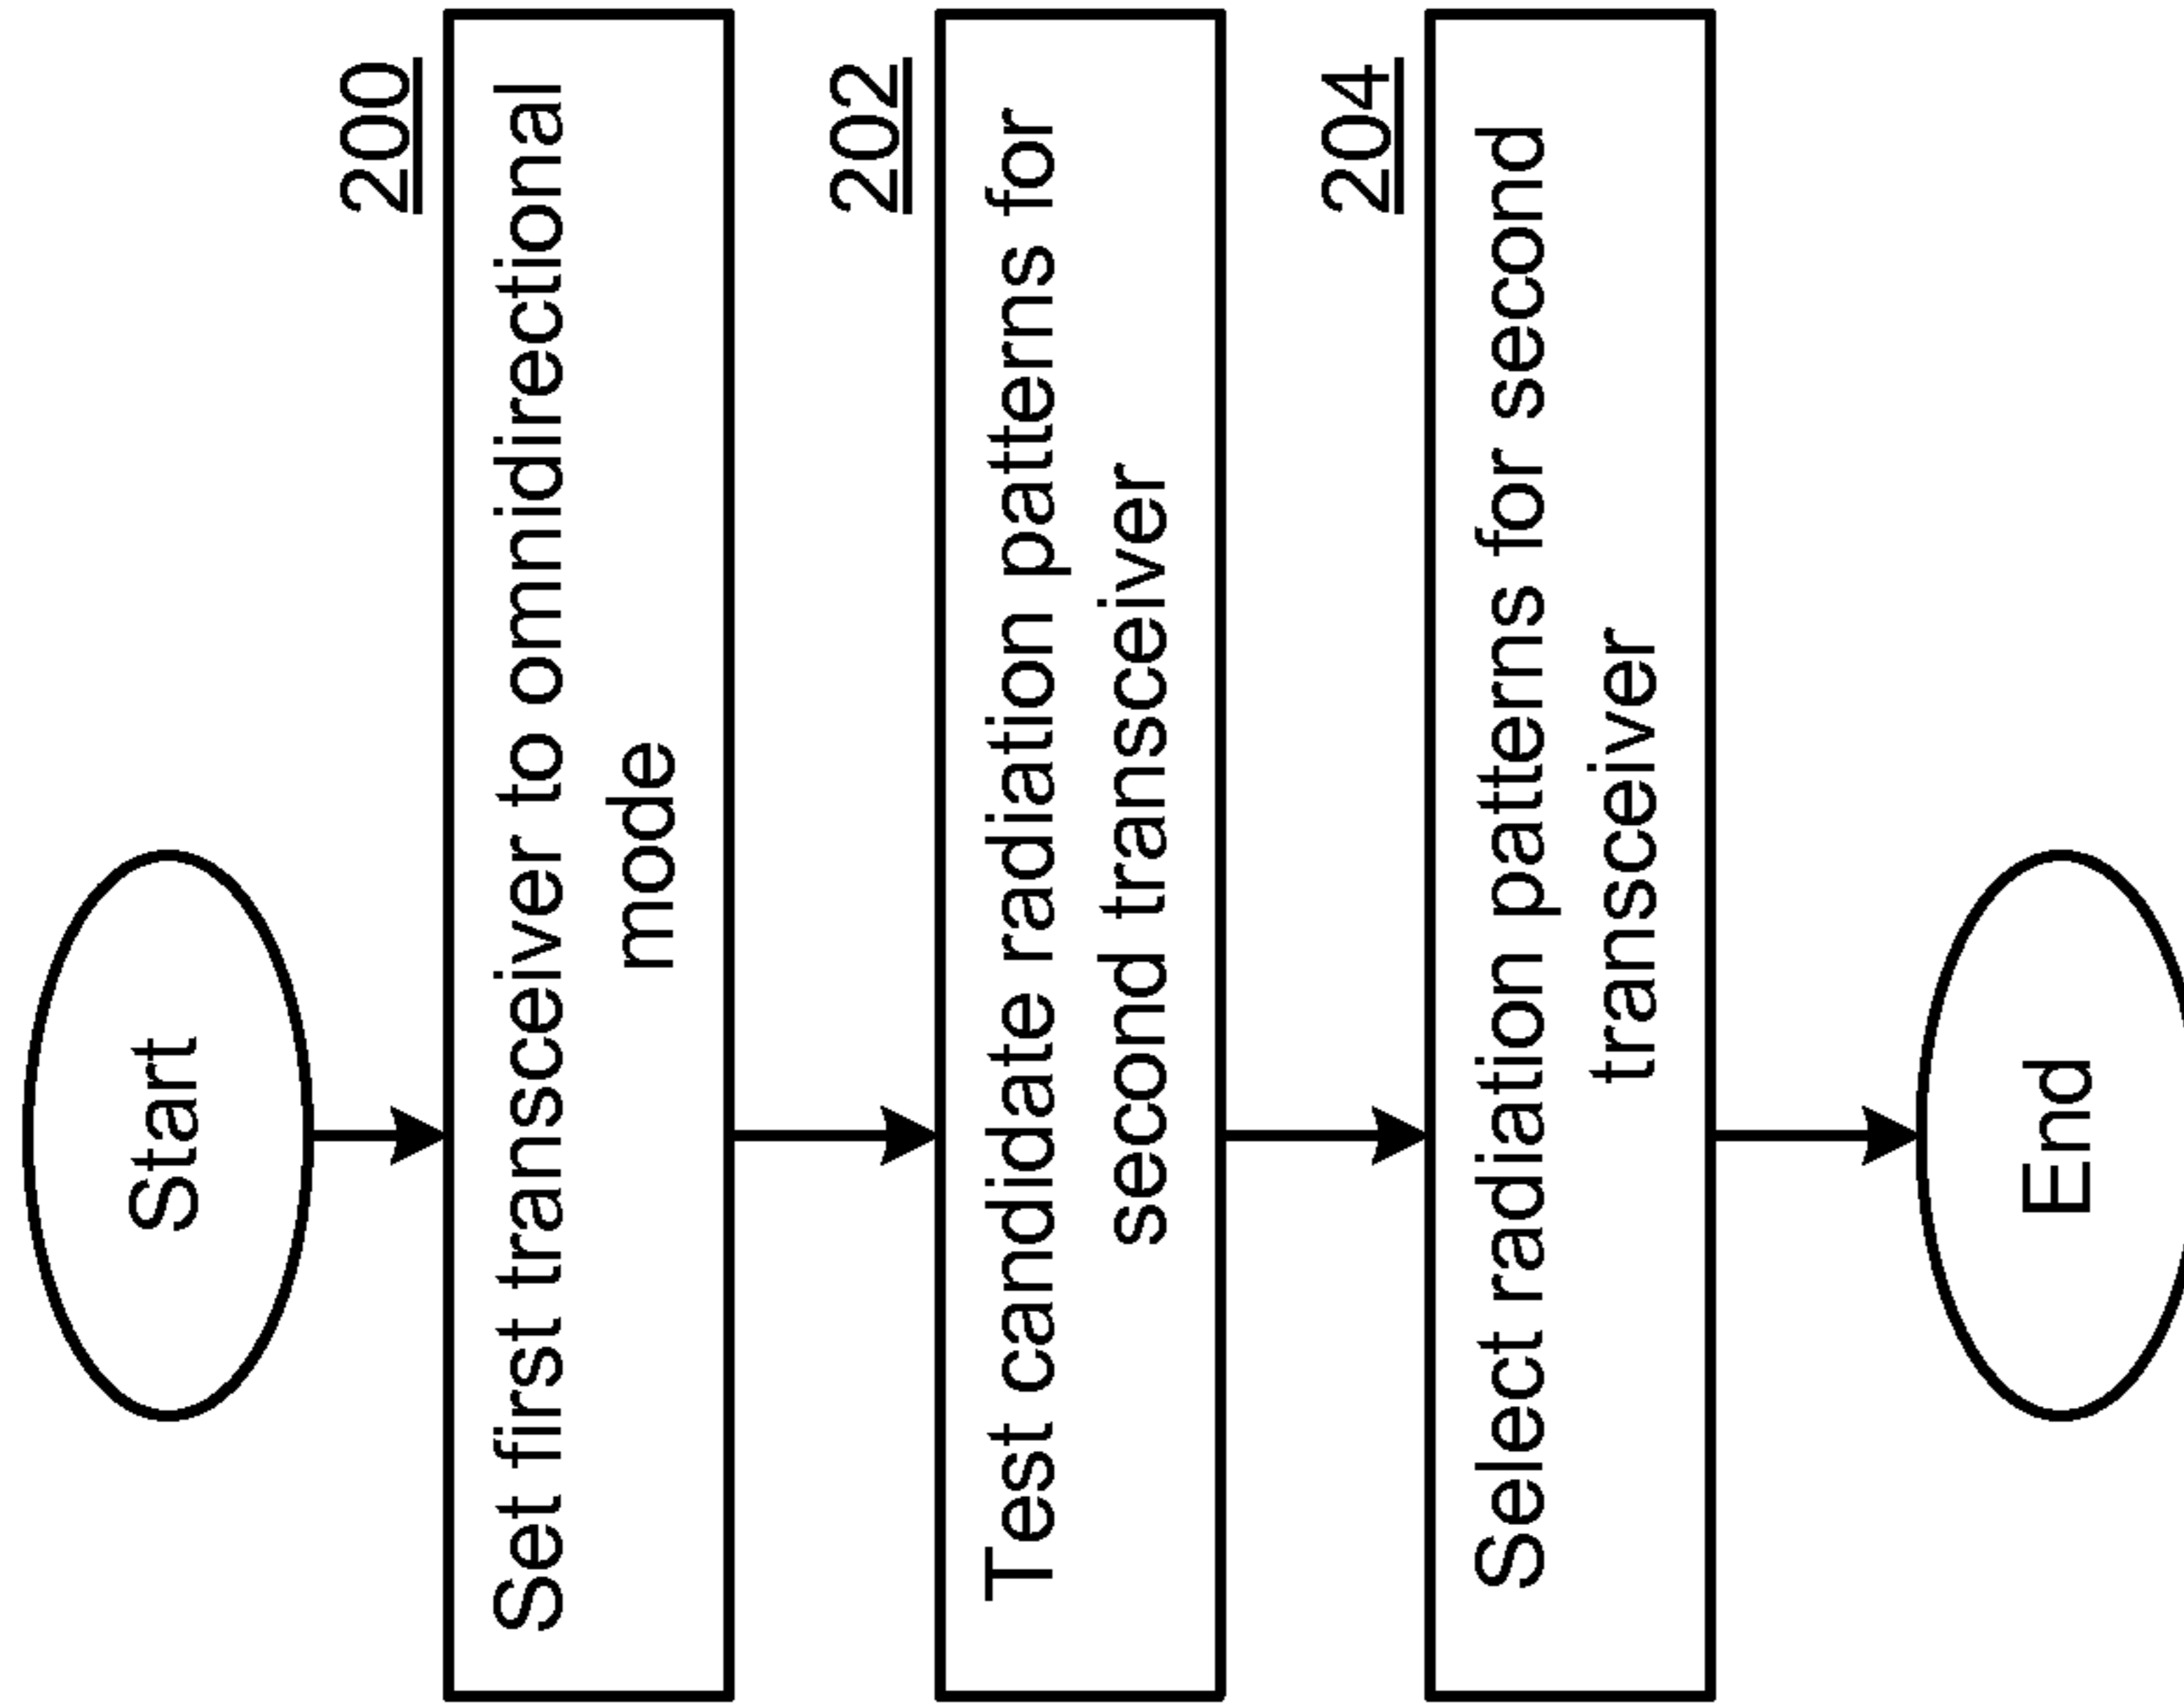 Start
200
Set first transceiver to omnidirectional
mode
202
Test candidate radiation patterns for
second transceiver
204
Select radiation patterns for second
transceiver
End